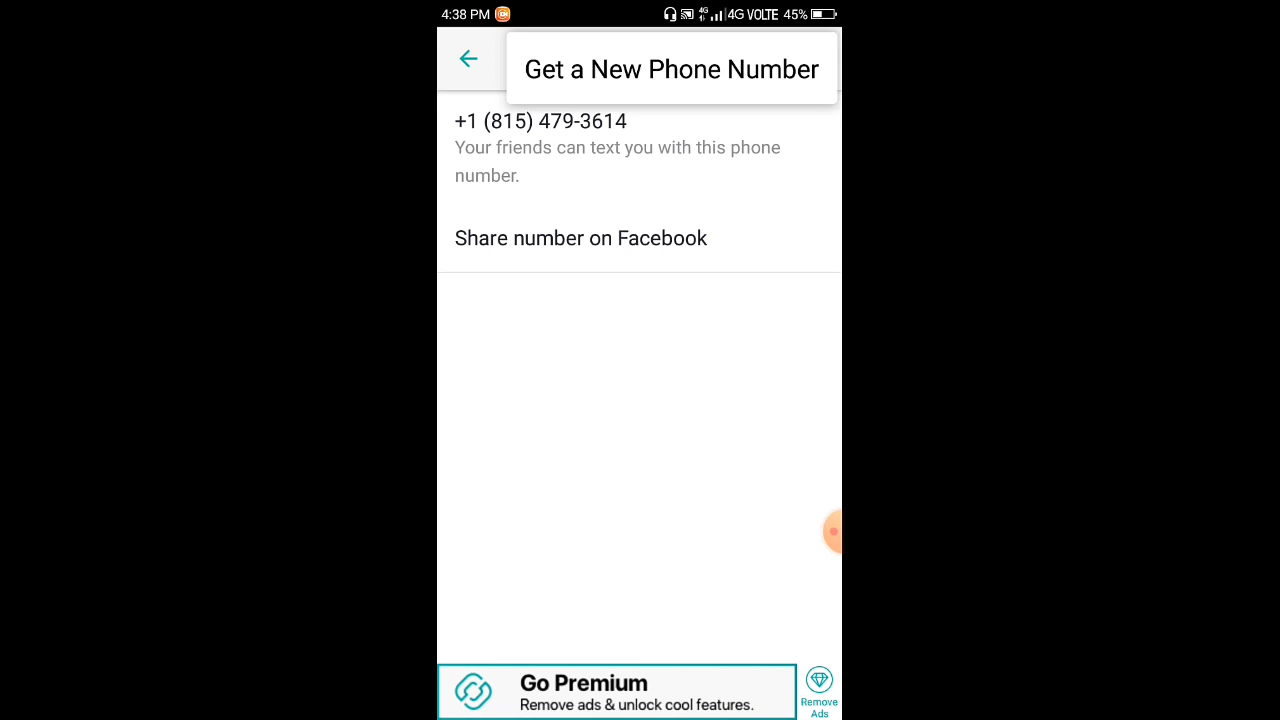 4:38 PM 4G 4G VOLTE 45%
Get a New Phone Number
+1 (815) 479-3614
Your friends can text you with this phone
number.
Share number on Facebook
Go Premium
Remove ads & unlock cool features.
Remove
Ads